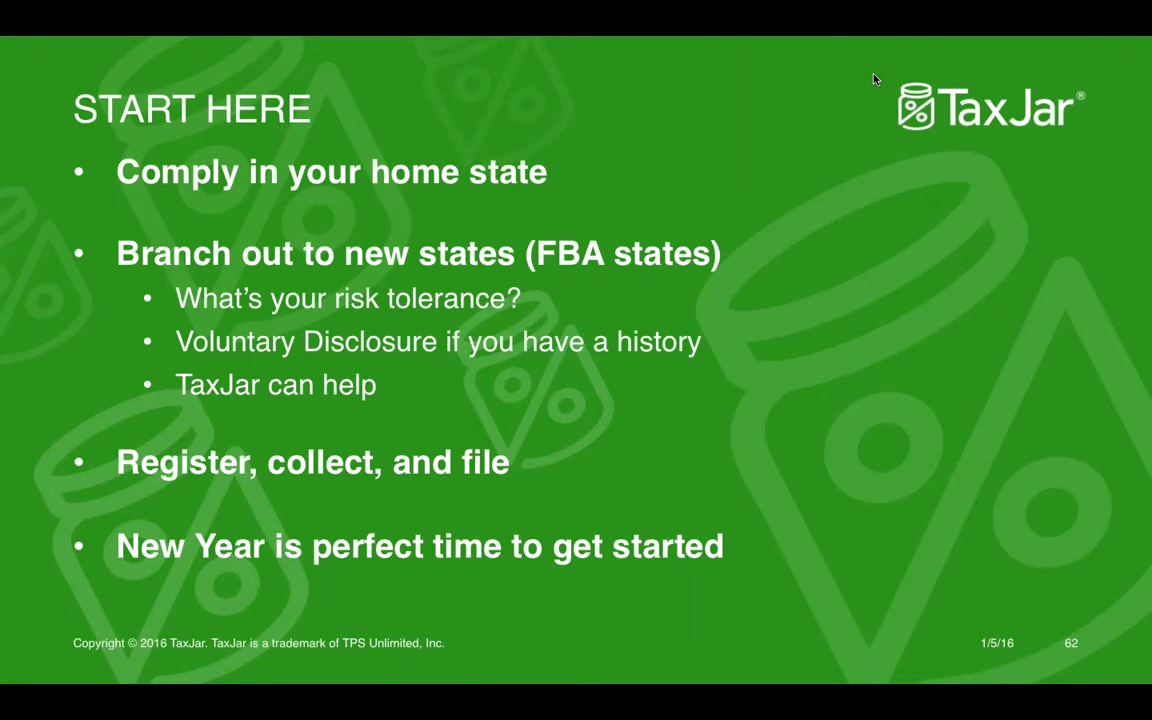 START HERE
TaxJar®
• Comply in your home state
• Branch out to new states (FBA states)
• What’s your risk tolerance?
• Voluntary Disclosure if you have a history
• TaxJar can help
• Register, collect, and file
• New Year is perfect time to get started
Copyright © 2016 TaxJar. TaxJar is a trademark of TPS Unlimited, Inc.
1/5/16
62